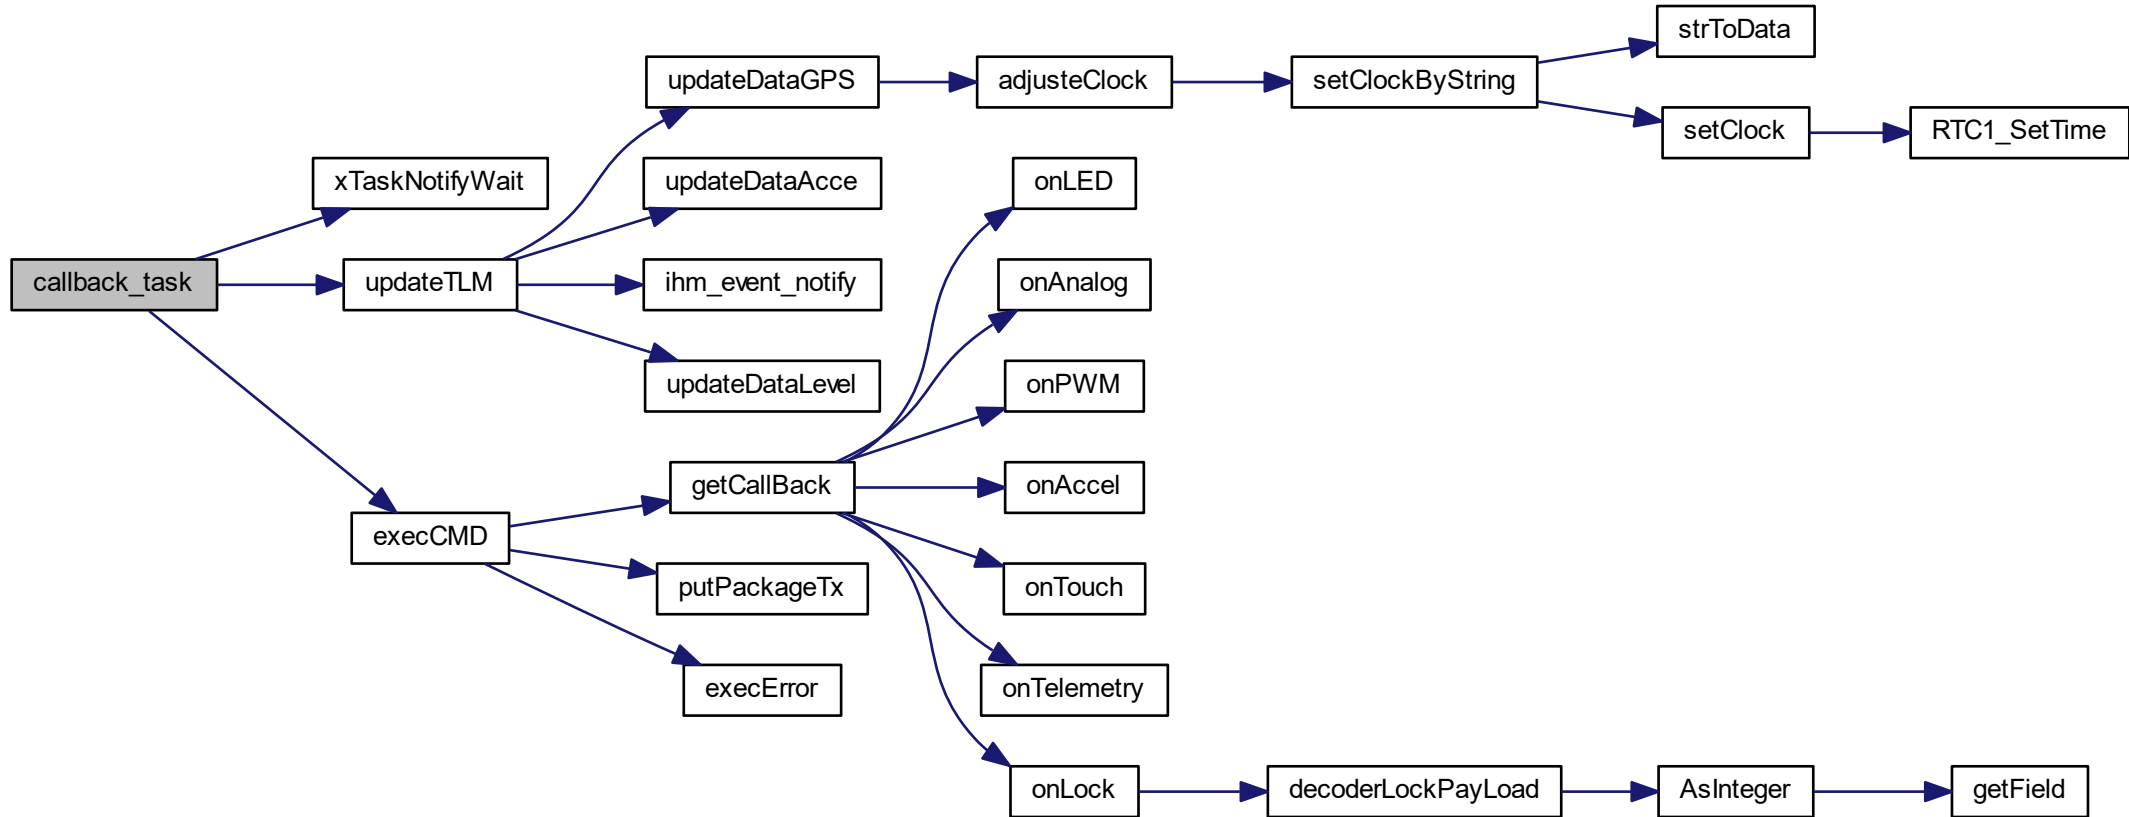 strToData
updateDataGPS
adjusteClock
setClockByString
setClock
RTC1_SetTime
xTaskNotifyWait
updateDataAcce
onLED
callback_task
updateTLM
ihm_event_notify
onAnalog
updateDataLevel
onPWM
getCallBack
onAccel
execCMD
putPackageTx
onTouch
execError
onTelemetry
onLock
decoderLockPayLoad
AsInteger
getField